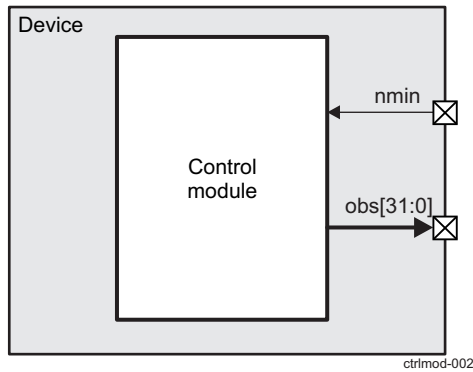 Device
nmin
Control
module
obs[31:0]
ctrlmod-002